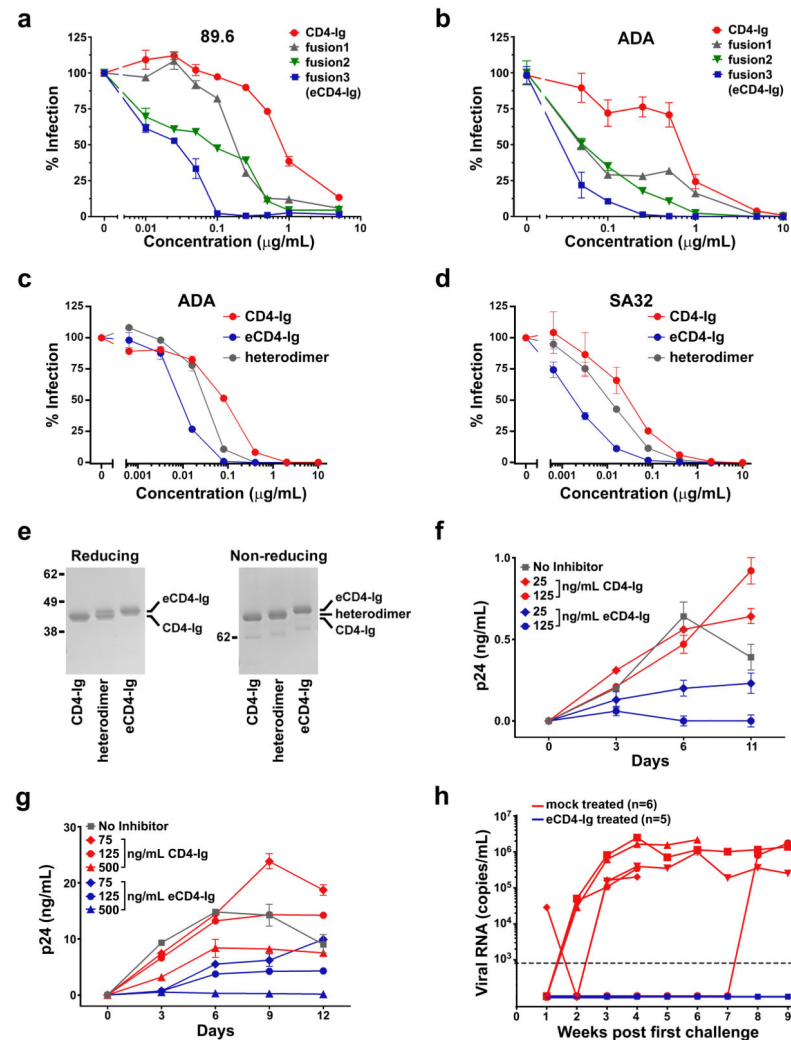 a
89.6
CD4-Ig
fusion1
fusion2
fusion3
(eCD4-Ig)
125
100
75
50
25
0
% Infection
0 0.01 0.1 1 10
Concentration (μg/mL)
b
ADA
CD4-Ig
fusion1
fusion2
fusion3
(eCD4-Ig)
125
100
75
50
25
0
% Infection
0 0.1 1 10
Concentration (μg/mL)
c
ADA
CD4-Ig
eCD4-Ig
heterodimer
125
100
75
50
25
0
% Infection
0 0.001 0.01 0.1 1 10
Concentration (μg/mL)
d
SA32
CD4-Ig
eCD4-Ig
heterodimer
125
100
75
50
25
0
% Infection
0 0.001 0.01 0.1 1 10
Concentration (μg/mL)
e
Reducing
62
49
38
eCD4-Ig
CD4-Ig
CD4-Ig
heterodimer
eCD4-Ig
Non-reducing
62
eCD4-Ig
heterodimer
CD4-Ig
CD4-Ig
heterodimer
eCD4-Ig
f
No Inhibitor
25
125
ng/mL CD4-Ig
25
125
ng/mL eCD4-Ig
1.0
0.5
0.0
p24 (ng/mL)
0 3 6 11
Days
g
No Inhibitor
75
125 ng/mL CD4-Ig
500
75
125 ng/mL eCD4-Ig
500
30
20
10
0
p24 (ng/mL)
0 3 6 9 12
Days
h
mock treated (n=6)
eCD4-Ig treated (n=5)
10⁷
10⁶
10⁵
10⁴
10³
Viral RNA (copies/mL)
0 1 2 3 4 5 6 7 8 9
Weeks post first challenge